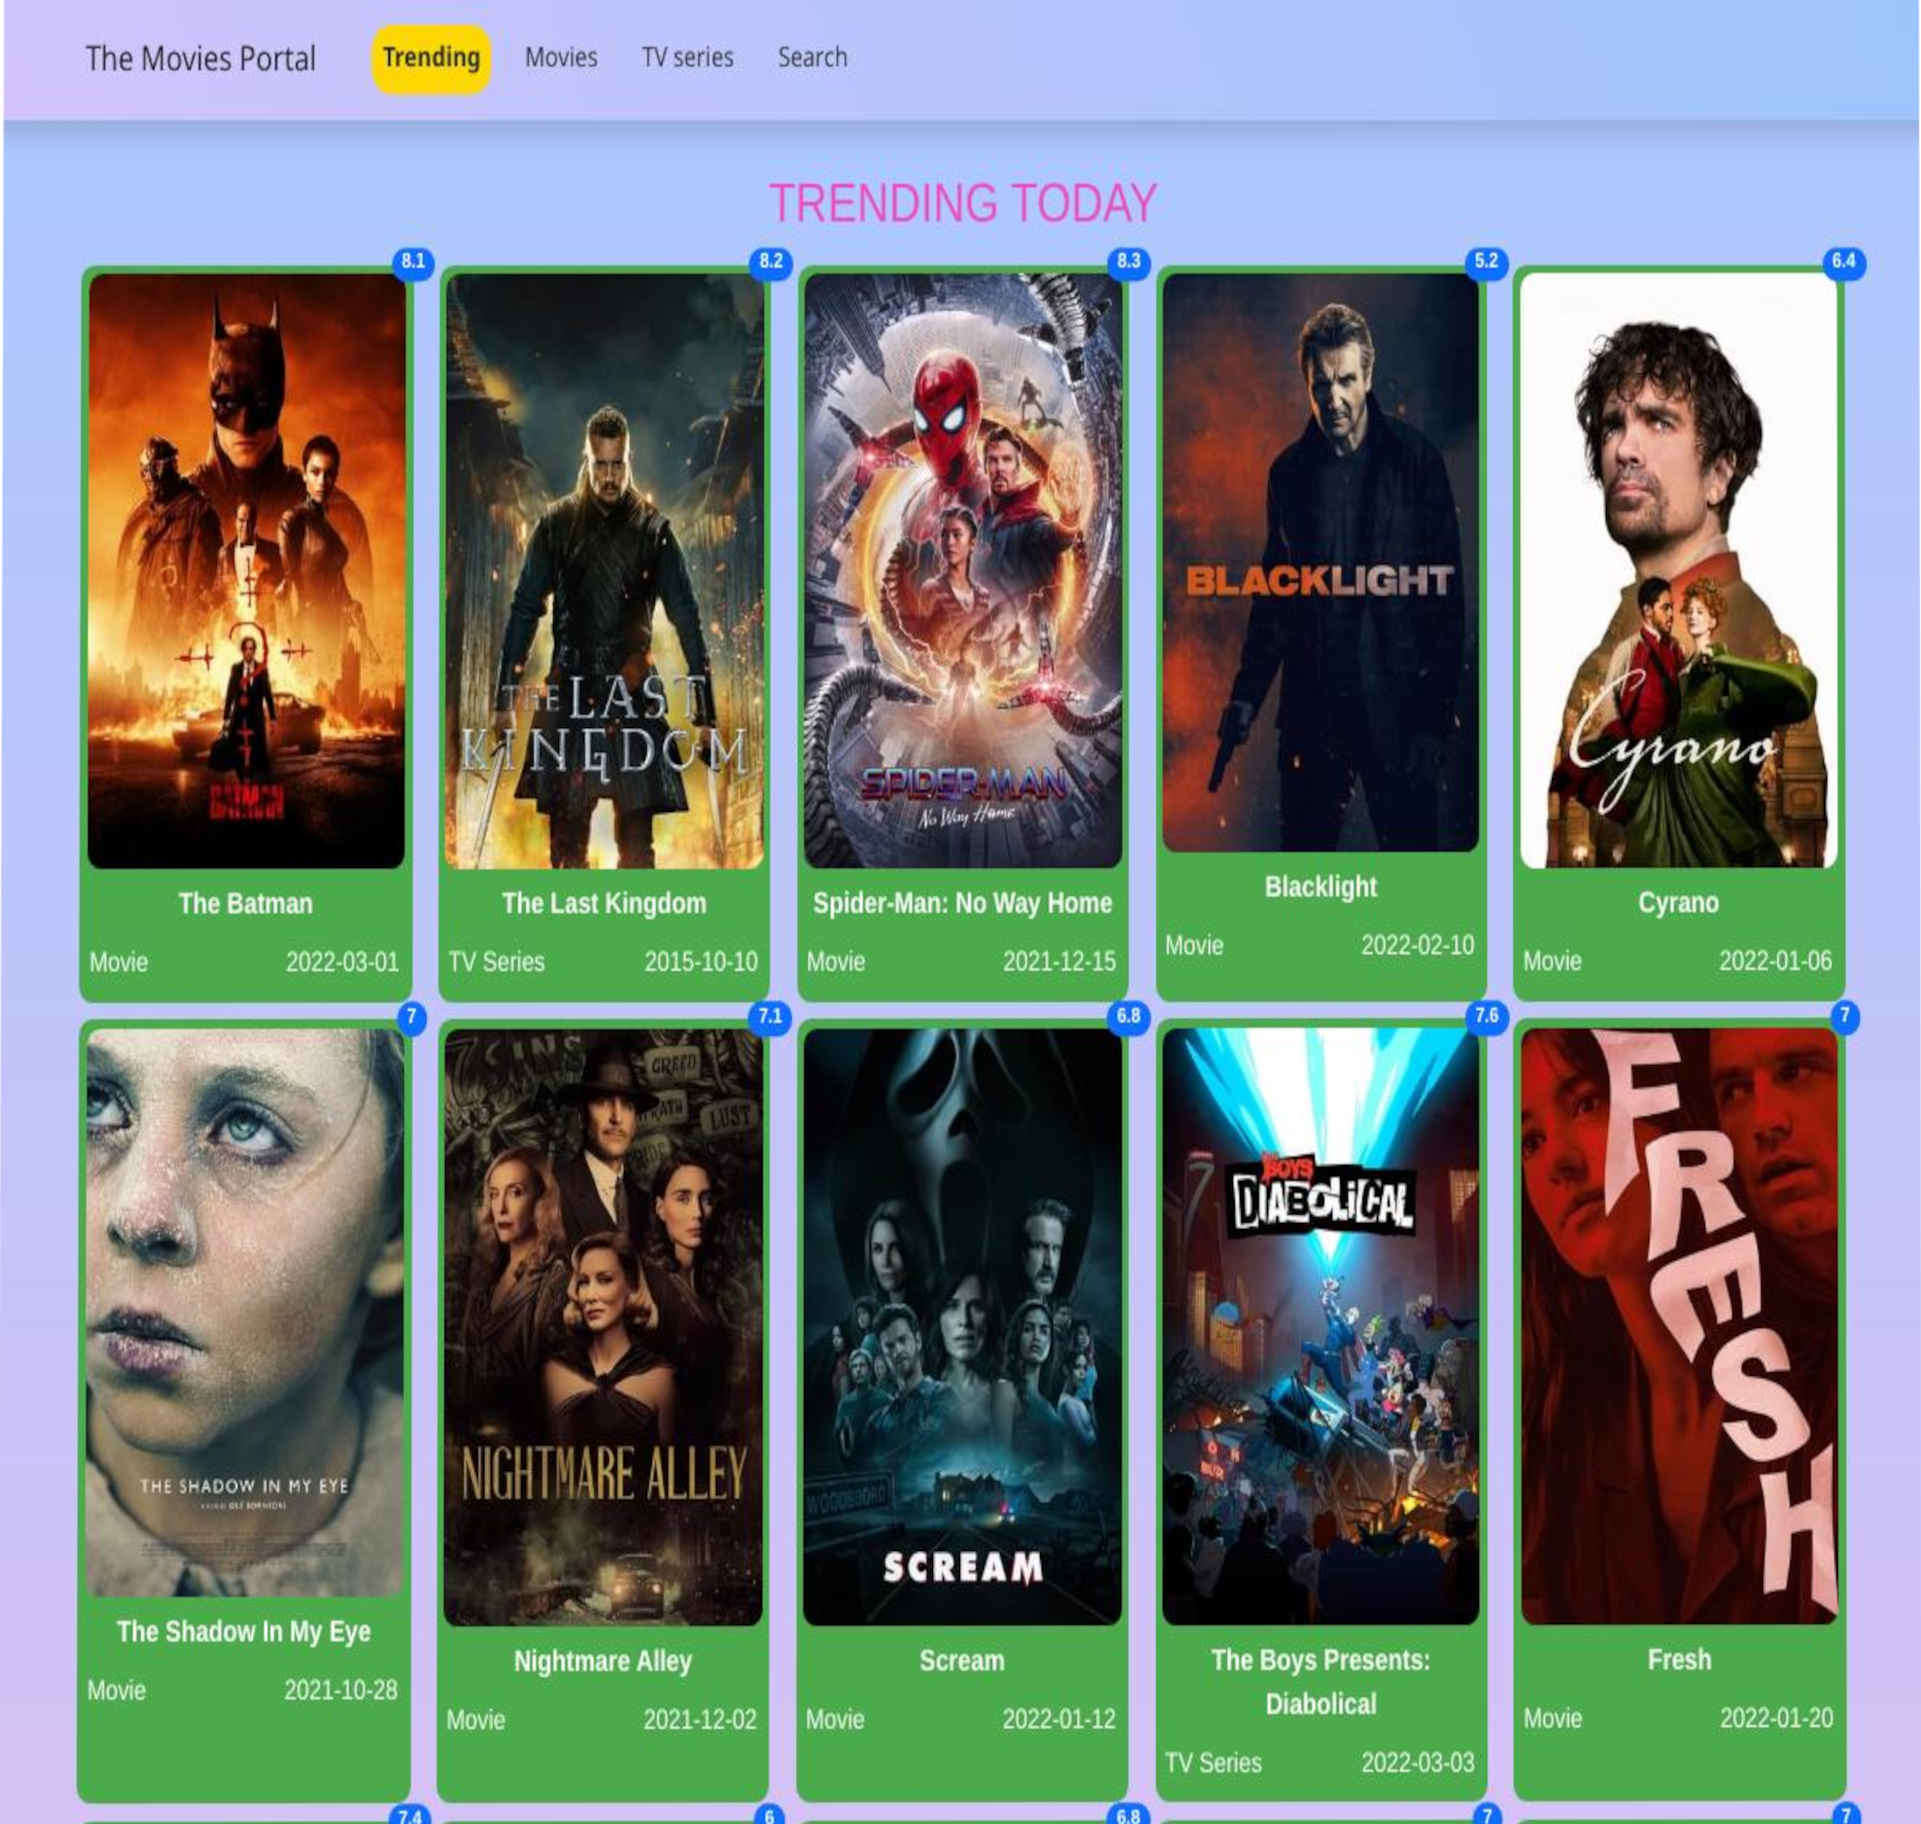 The Movies Portal
Trending
Movies
TV series
Search
TRENDING TODAY
8.1
8.2
8.3
5.2
6.4
BATMAN
THE LAST
KINGDOM
SPIDER-MAN
No Way Home
BLACKLIGHT
Cyrano
The Batman
Movie 2022-03-01
The Last Kingdom
TV Series 2015-10-10
Spider-Man: No Way Home
Movie 2021-12-15
Blacklight
Movie 2022-02-10
Cyrano
Movie 2022-01-06
7
7.1
6.8
7.6
7
THE SHADOW IN MY EYE
SINS
GREED
LUST
NIGHTMARE ALLEY
WOODSBORO
SCREAM
7
BOYS
DIABOLICAL
FRESH
The Shadow In My Eye
Movie 2021-10-28
Nightmare Alley
Movie 2021-12-02
Scream
Movie 2022-01-12
The Boys Presents:
Diabolical
TV Series 2022-03-03
Fresh
Movie 2022-01-20
7.4
6
6.8
7
7